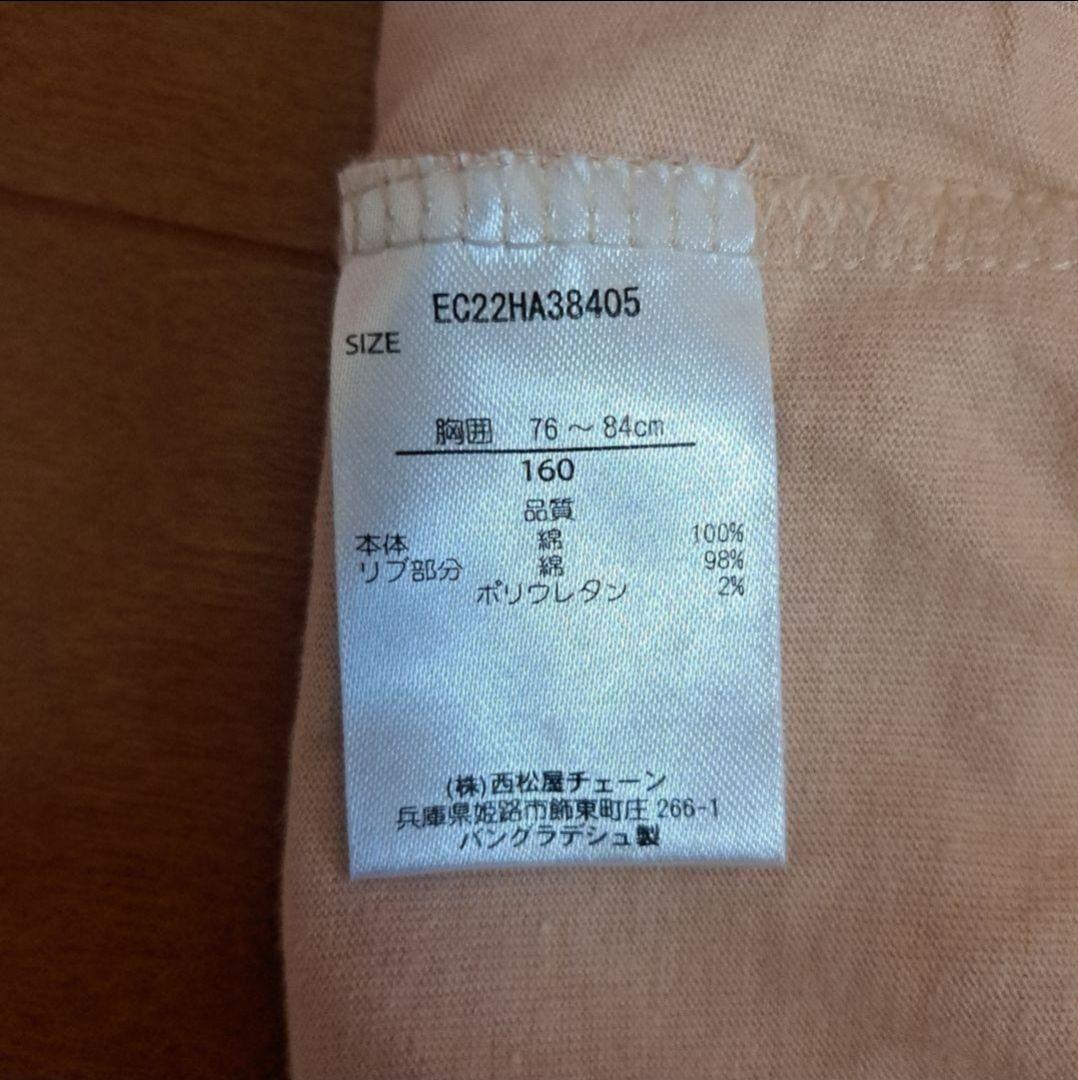 EC22HA38405
SIZE
胸囲 76～84cm
160
品質
本体 綿 100%
リブ部分 綿 98%
ポリウレタン 2%
(株)西松屋チェーン
兵庫県姫路市飾東町庄 266-1
バングラデシュ製